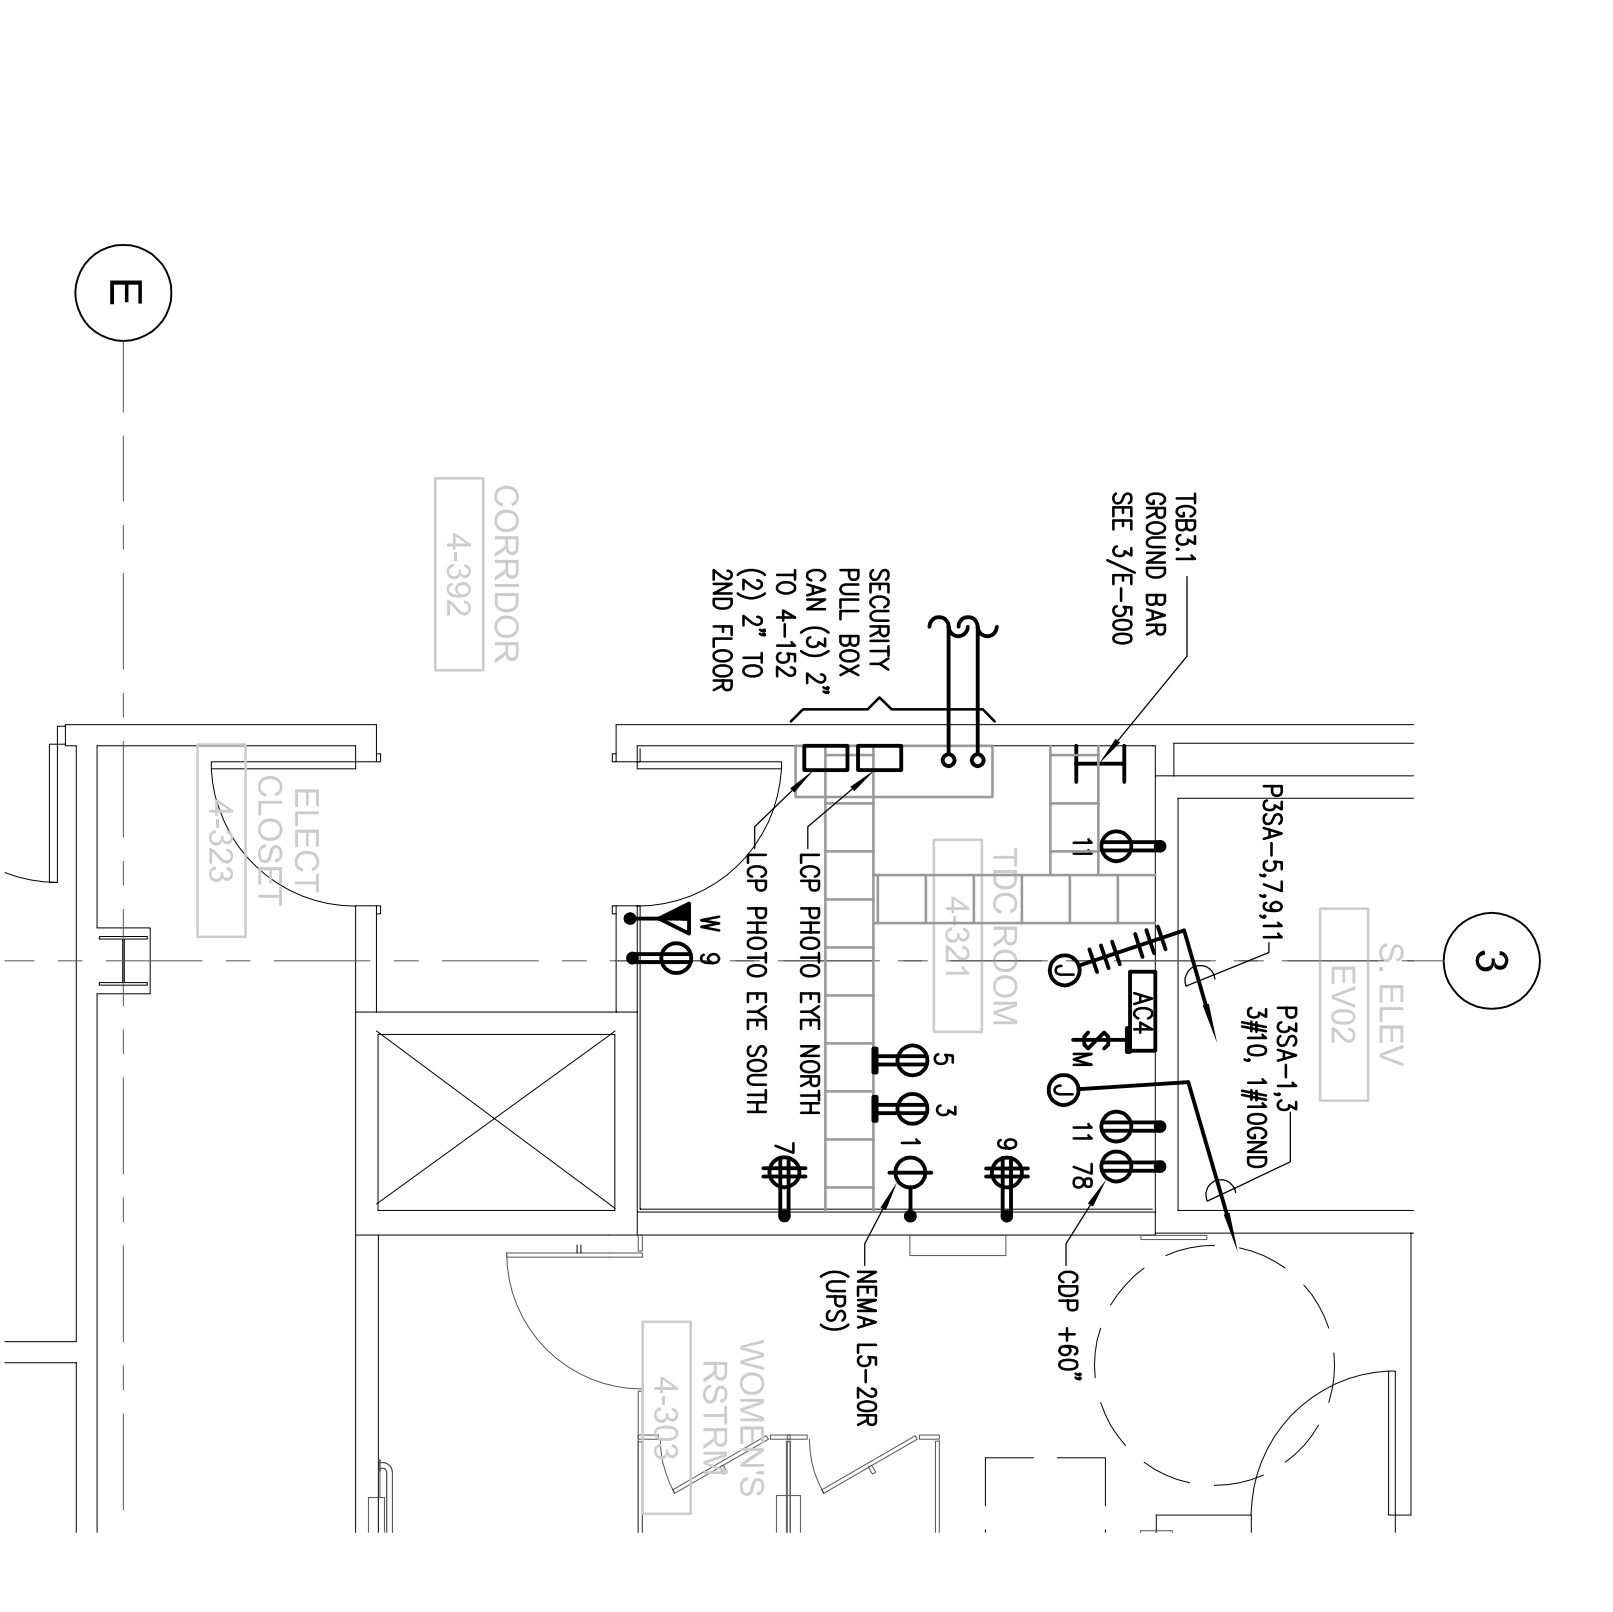 E
3
TGB3.1
GROUND BAR
SEE 3/E-500
SECURITY
PULL BOX
CAN (3) 2"
TO 4-152
(2) 2" TO
2ND FLOOR
CORRIDOR
4-392
ELECT
CLOSET
4-323
TDC ROOM
4-321
S. ELEV
EV02
P3SA-5,7,9,11
P3SA-1,3
3#10, 1#10GND
11
J
AC4
M
J
11
78
W
9
LCP PHOTO EYE NORTH
LCP PHOTO EYE SOUTH
5
3
7
1
9
NEMA L5-20R
(UPS)
CDP +60"
WOMEN'S
RSTRM
4-303